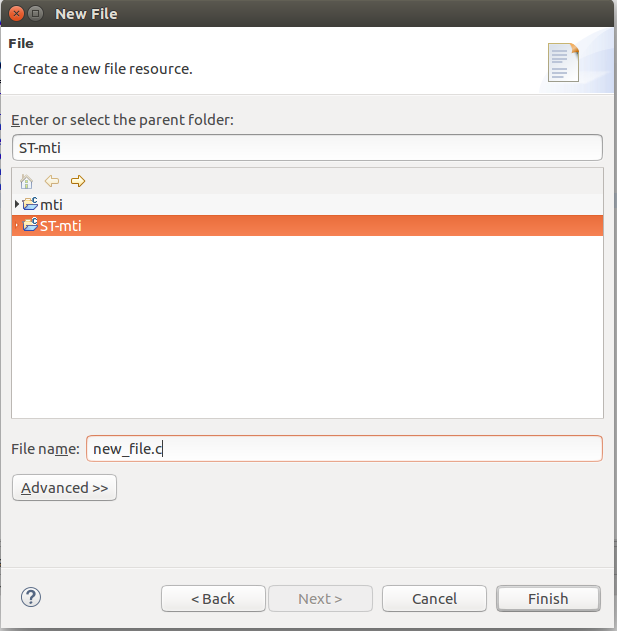 New File
File
Create a new file resource.
Enter or select the parent folder:
ST-mti
mti
ST-mti
File name: new_file.c
Advanced >>
? < Back Next > Cancel Finish